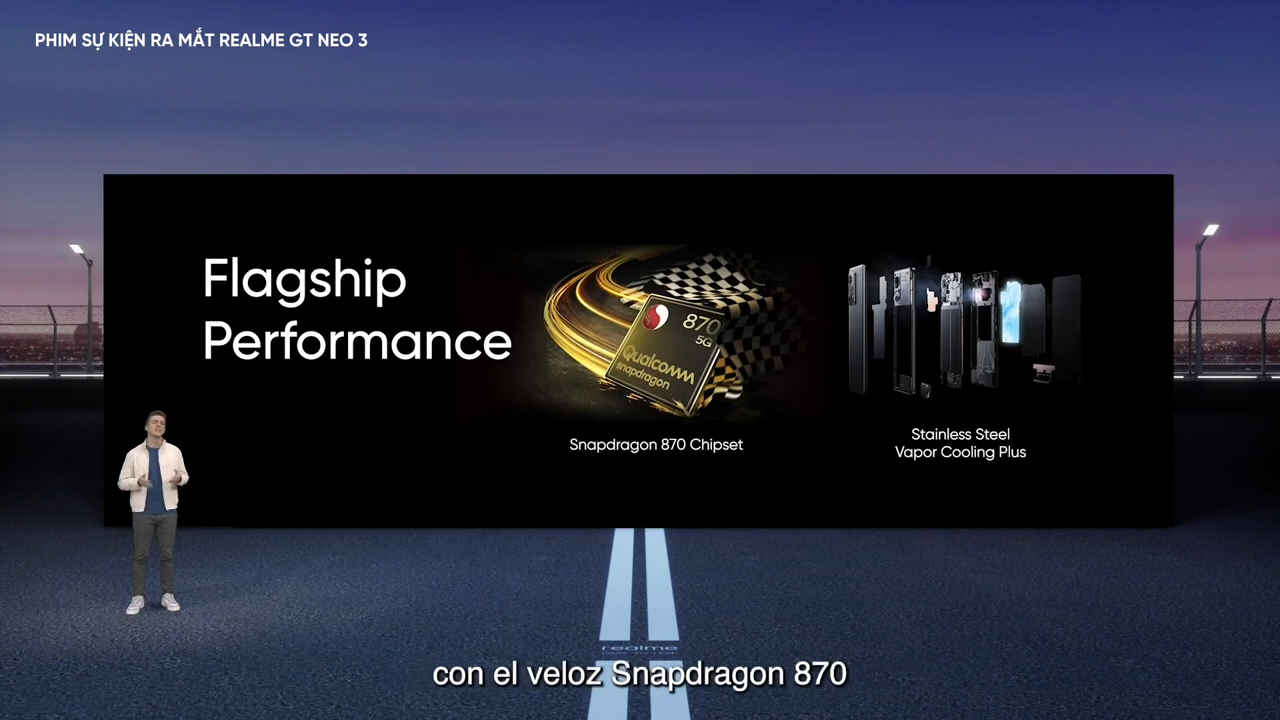 PHIM SỰ KIỆN RA MẮT REALME GT NEO 3
Flagship
Performance
870
5G
Qualcomm
snapdragon
Snapdragon 870 Chipset
Stainless Steel
Vapor Cooling Plus
realme
con el veloz Snapdragon 870